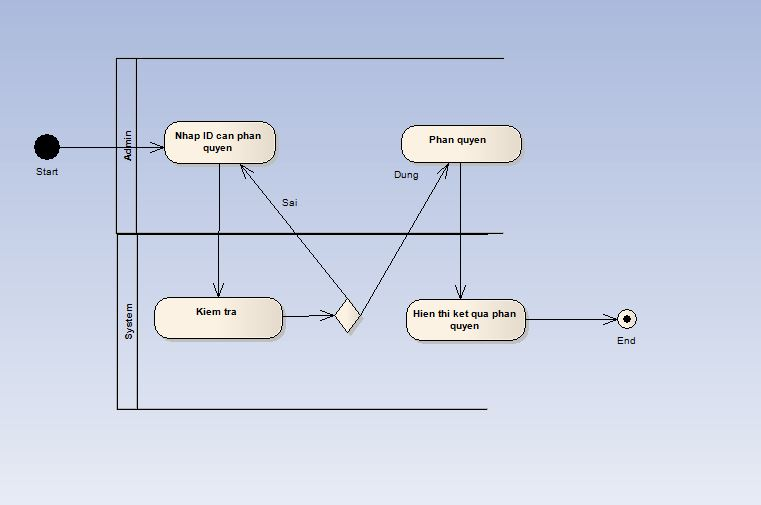 Nhap ID can phan
quyen
Phan quyen
Admin
Start
Dung
Sai
Kiem tra
Hien thi ket qua phan
quyen
System
End